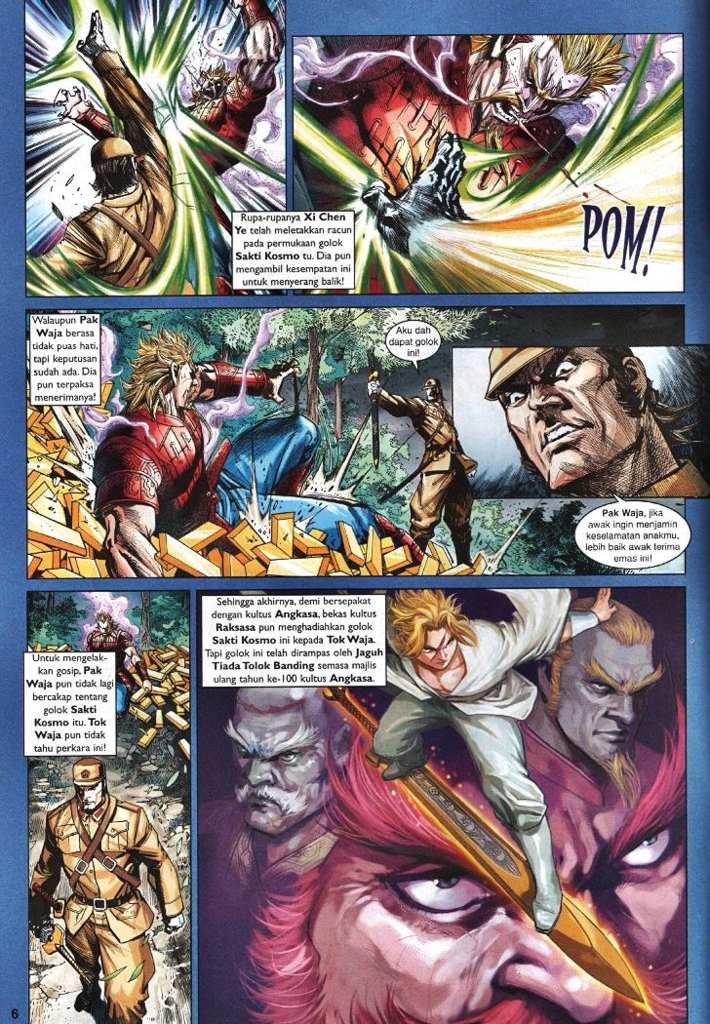 Rupa-rupanya Xi Chen
Ye telah meletakkan racun
pada permukaan golok
Sakti Kosmo tu. Dia pun
mengambil kesempatan ini
untuk menyerang balik!
POM!
Walaupun Pak
Waja berasa
tidak puas hati,
tapi keputusan
sudah ada. Dia
pun terpaksa
menerimanya!
Aku dah
dapat golok
ini!
Pak Waja, jika
awak ingin menjamin
keselamatan anakmu,
lebih baik awak terima
emas ini!
Untuk mengelak-
kan gosip, Pak
Waja pun tidak lagi
bercakap tentang
golok Sakti
Kosmo itu. Tok
Waja pun tidak
tahu perkara ini!
Sehingga akhirnya, demi bersepakat
dengan kultus Angkasa, bekas kultus
Raksasa pun menghadiahkan golok
Sakti Kosmo ini kepada Tok Waja.
Tapi golok ini telah dirampas oleh Jaguh
Tiada Tolok Banding semasa majlis
ulang tahun ke-100 kultus Angkasa.
6